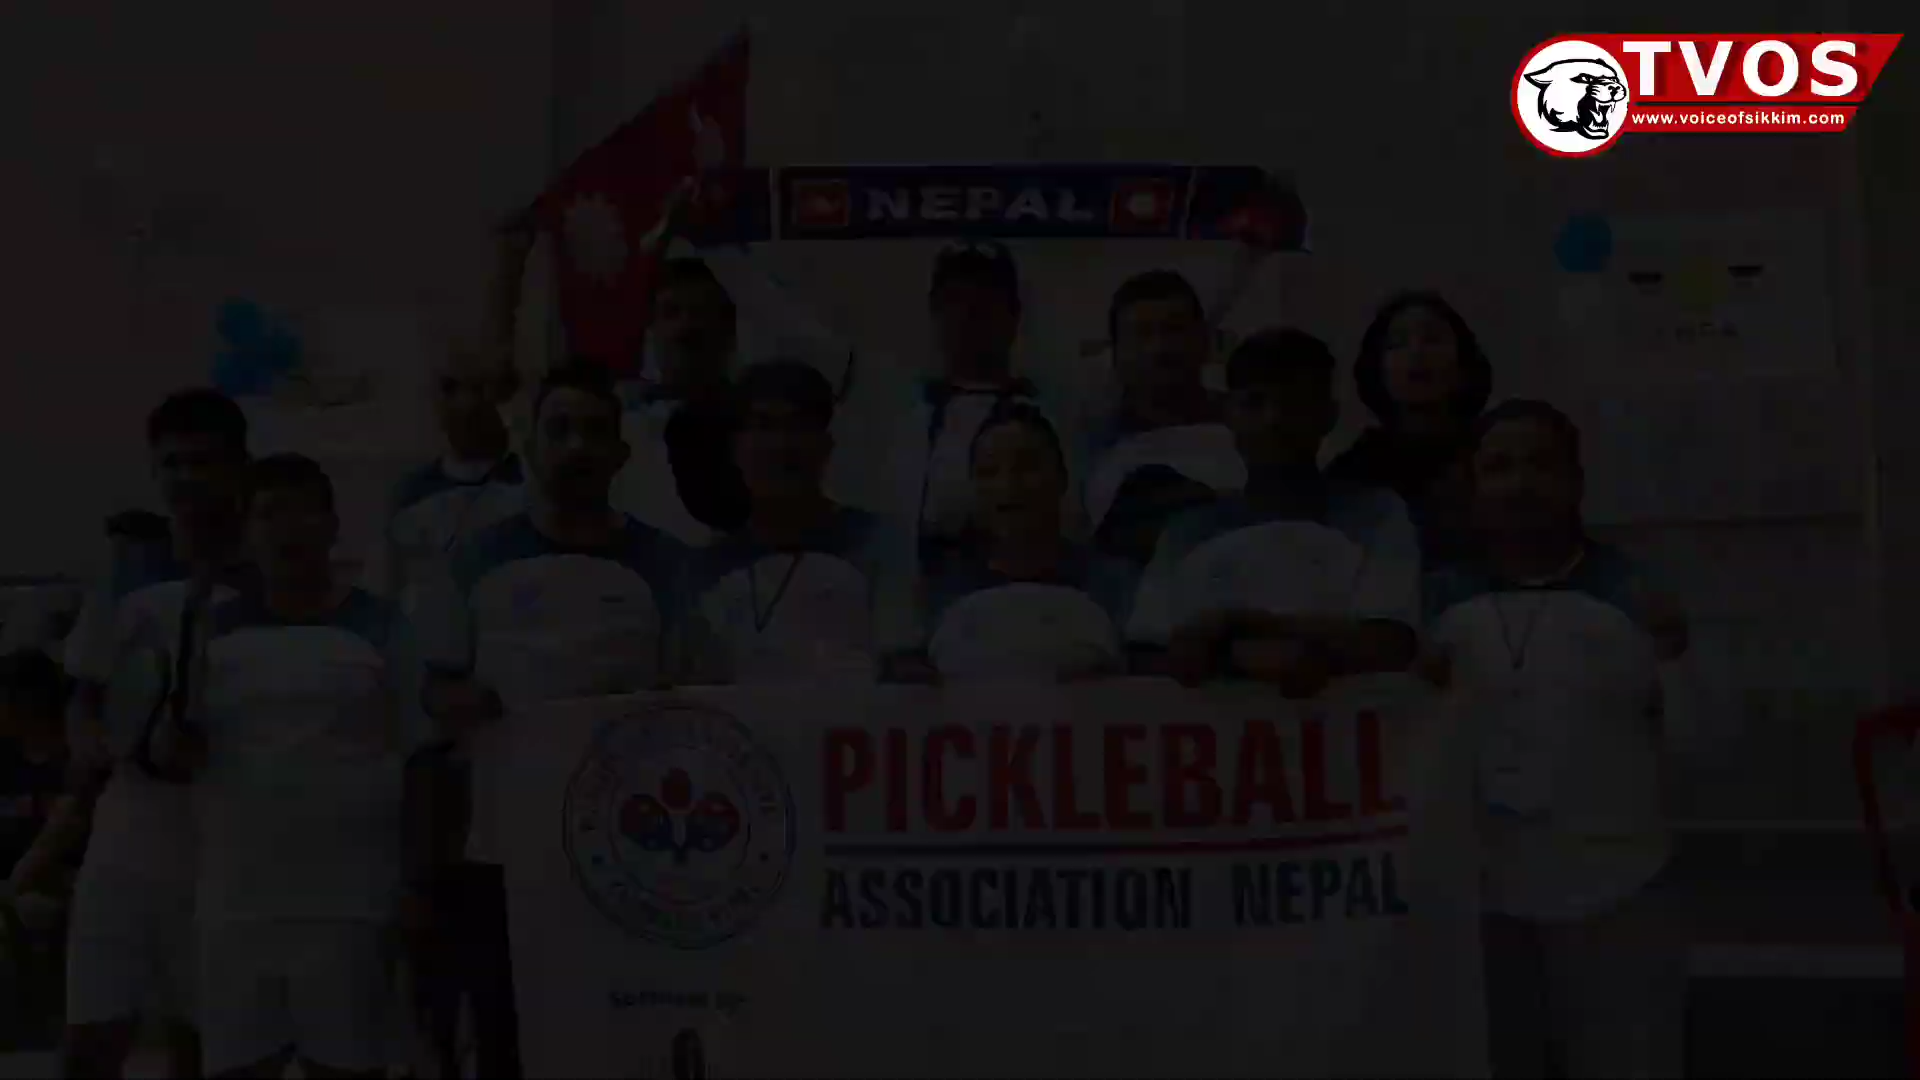 TVOS
www.voiceofsikkim.com
NEPAL
PICKLEBALL
ASSOCIATION NEPAL